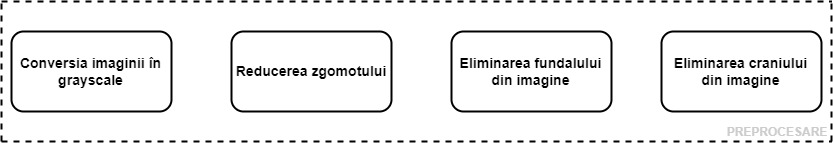 Conversia imaginii în
grayscale
Reducerea zgomotului
Eliminarea fundalului
din imagine
Eliminarea craniului
din imagine
PREPROCESARE